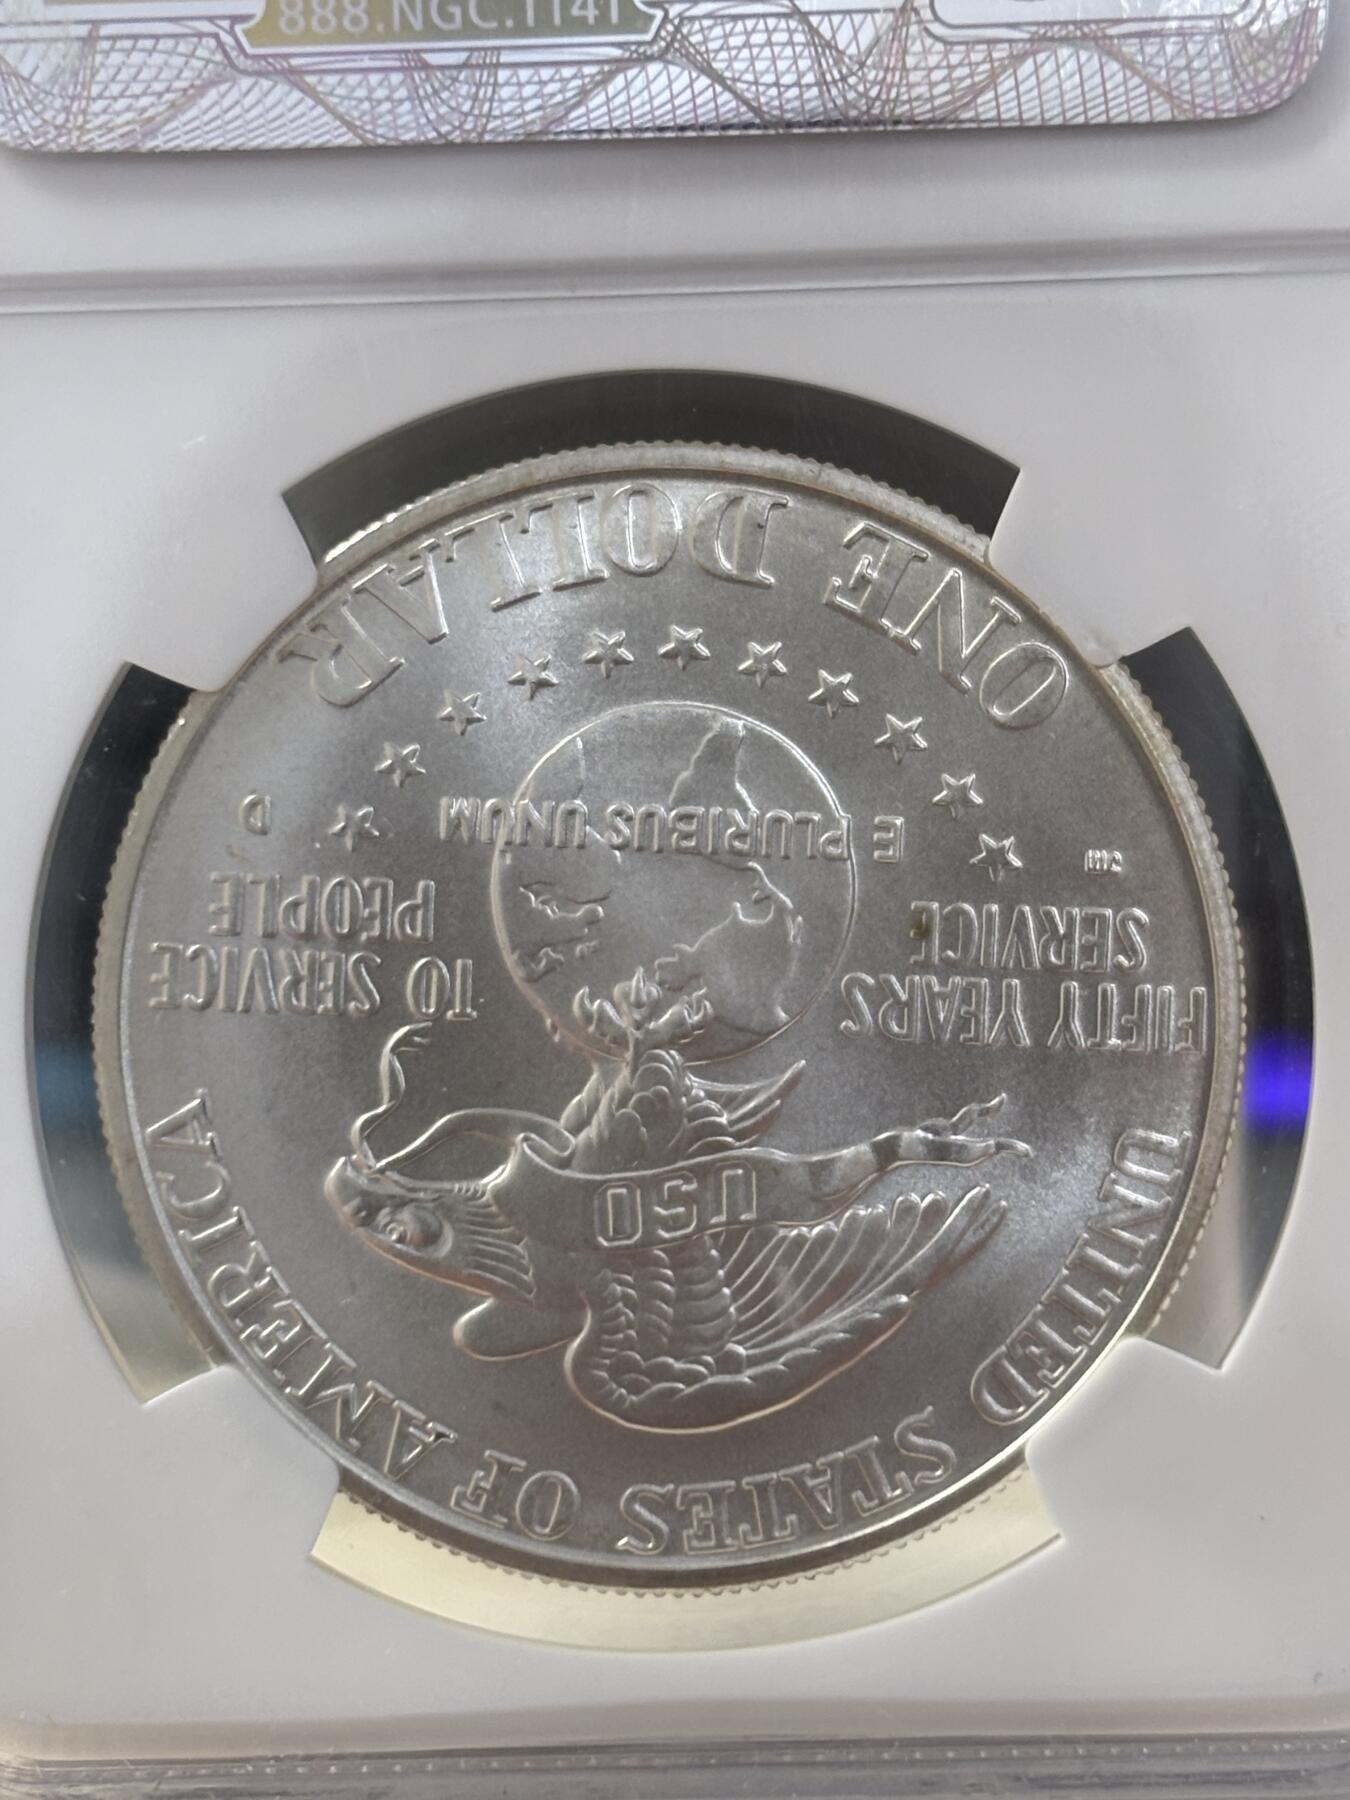 888.NGC.1141
UNITED STATES OF AMERICA
USO
FIFTY YEARS
SERVICE
TO SERVICE
PEOPLE
E PLURIBUS UNUM
D
ONE DOLLAR